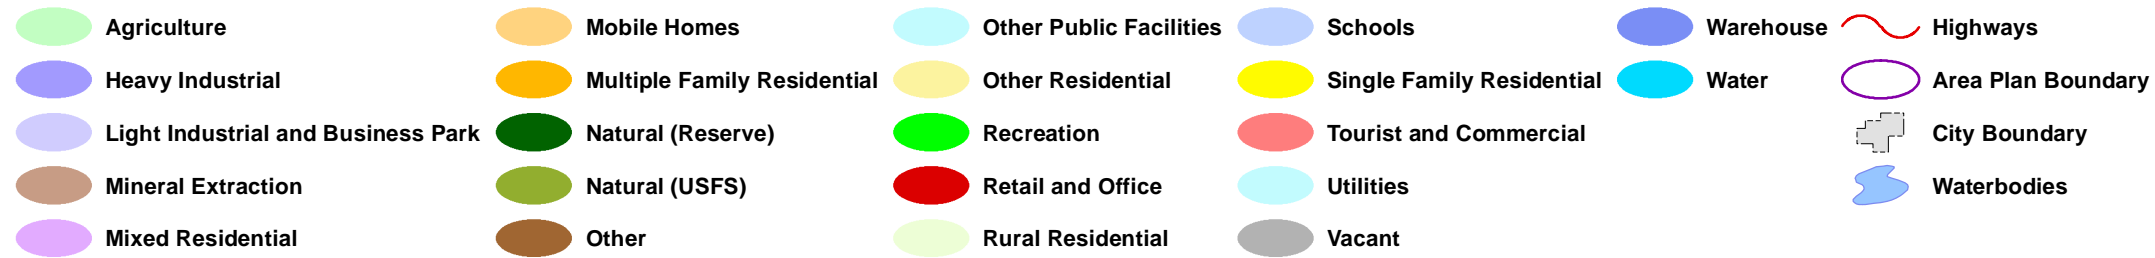 Agriculture
Heavy Industrial
Light Industrial and Business Park
Mineral Extraction
Mixed Residential
Mobile Homes
Multiple Family Residential
Natural (Reserve)
Natural (USFS)
Other
Other Public Facilities
Other Residential
Recreation
Retail and Office
Rural Residential
Schools
Single Family Residential
Tourist and Commercial
Utilities
Vacant
Warehouse
Water
Highways
Area Plan Boundary
City Boundary
Waterbodies